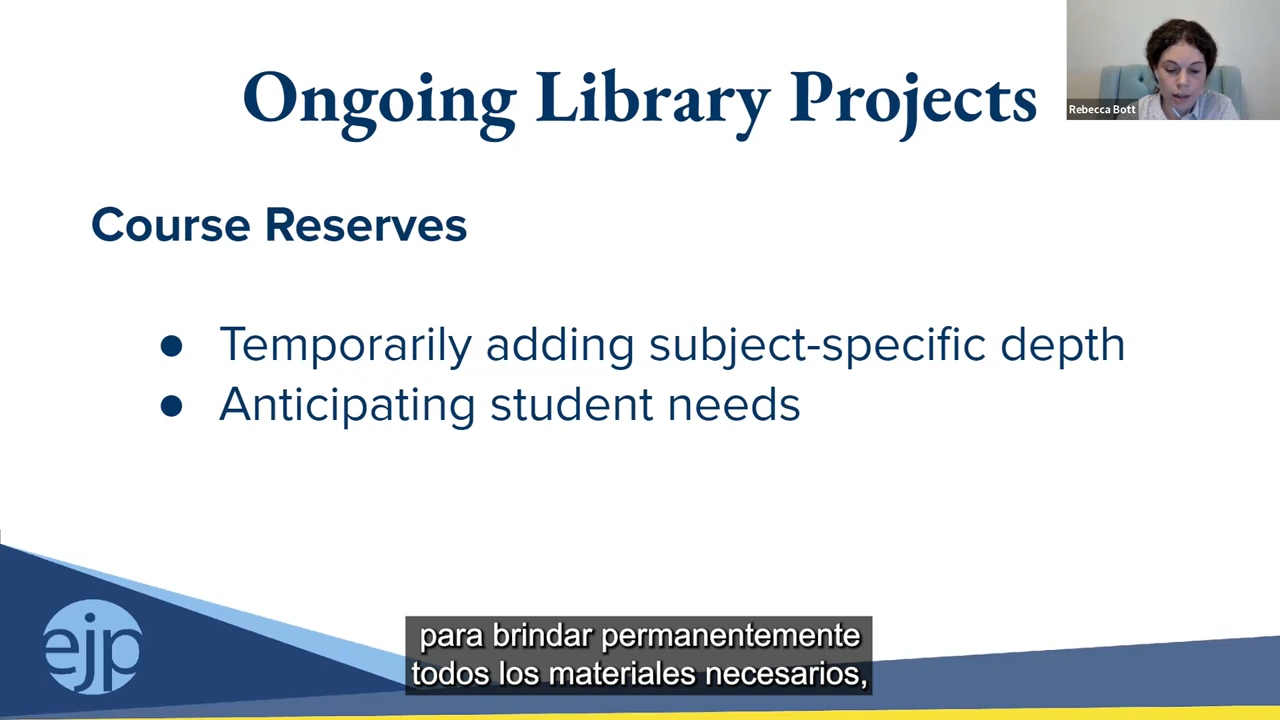 Ongoing Library Projects
Rebecca Bott
Course Reserves
● Temporarily adding subject-specific depth
● Anticipating student needs
ejp
para brindar permanentemente
todos los materiales necesarios,